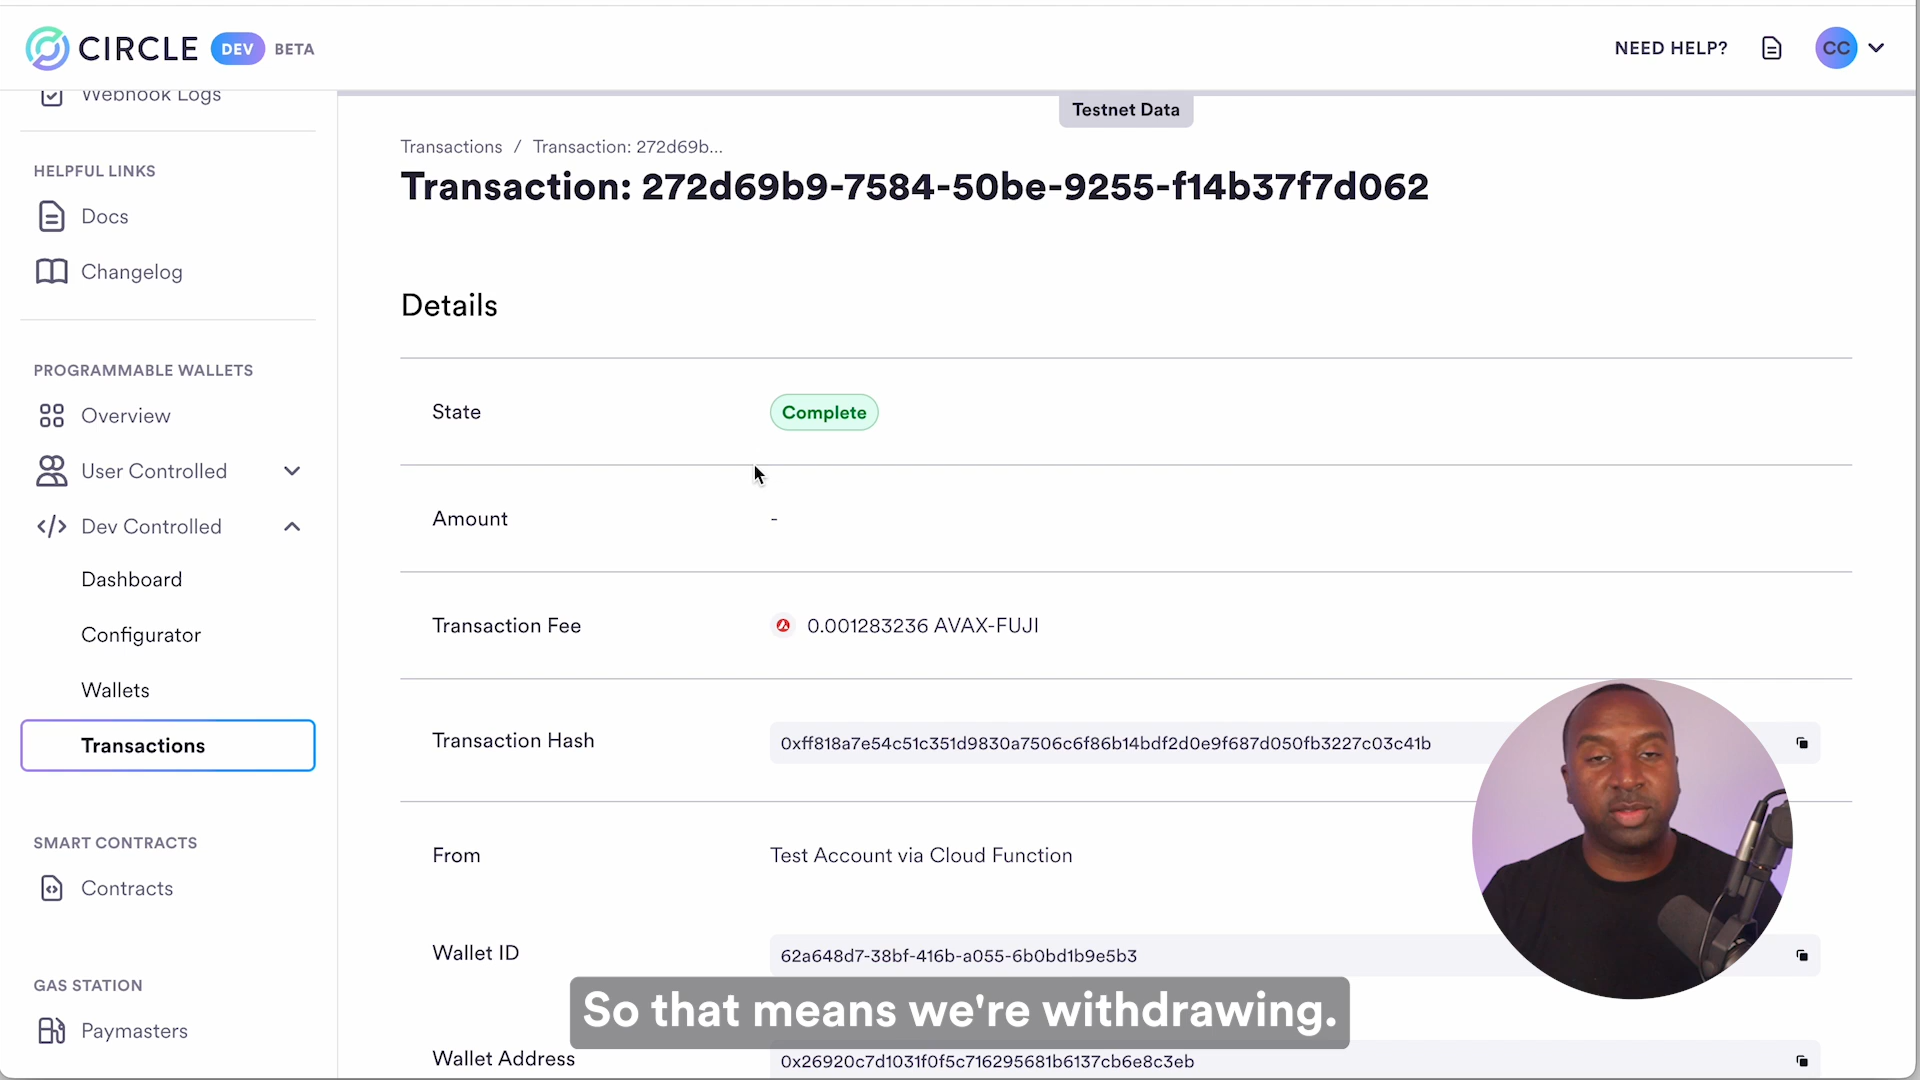 CIRCLE DEV BETA
NEED HELP?
CC
Webhook Logs
HELPFUL LINKS
Docs
Changelog
PROGRAMMABLE WALLETS
Overview
User Controlled
Dev Controlled
Dashboard
Configurator
Wallets
Transactions
SMART CONTRACTS
Contracts
GAS STATION
Paymasters
Testnet Data
Transactions / Transaction: 272d69b...
Transaction: 272d69b9-7584-50be-9255-f14b37f7d062
Details
State Complete
Amount -
Transaction Fee 0.001283236 AVAX-FUJI
Transaction Hash 0xff818a7e54c51c351d9830a7506c6f86b14bdf2d0e9f687d050fb3227c03c41b
From Test Account via Cloud Function
Wallet ID 62a648d7-38bf-416b-a055-6b0bd1b9e5b3
So that means we're withdrawing.
Wallet Address 0x26920c7d1031f0f5c716295681b6137cb6e8c3eb